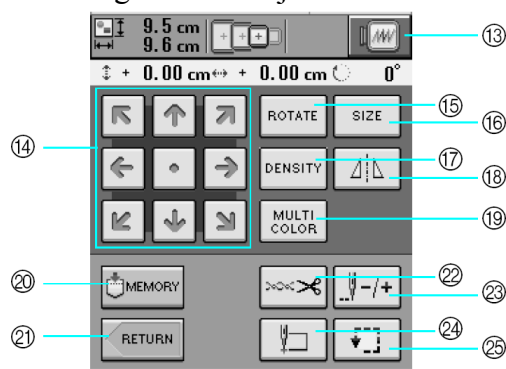 9.5 cm
9.6 cm
⑬
+ 0.00 cm + 0.00 cm 0°
⑭
ROTATE
⑮
SIZE
⑯
DENSITY
⑰
⑱
MULTI
COLOR
⑲
⑳
MEMORY
㉒
-/+
㉓
㉑
RETURN
㉔
㉕